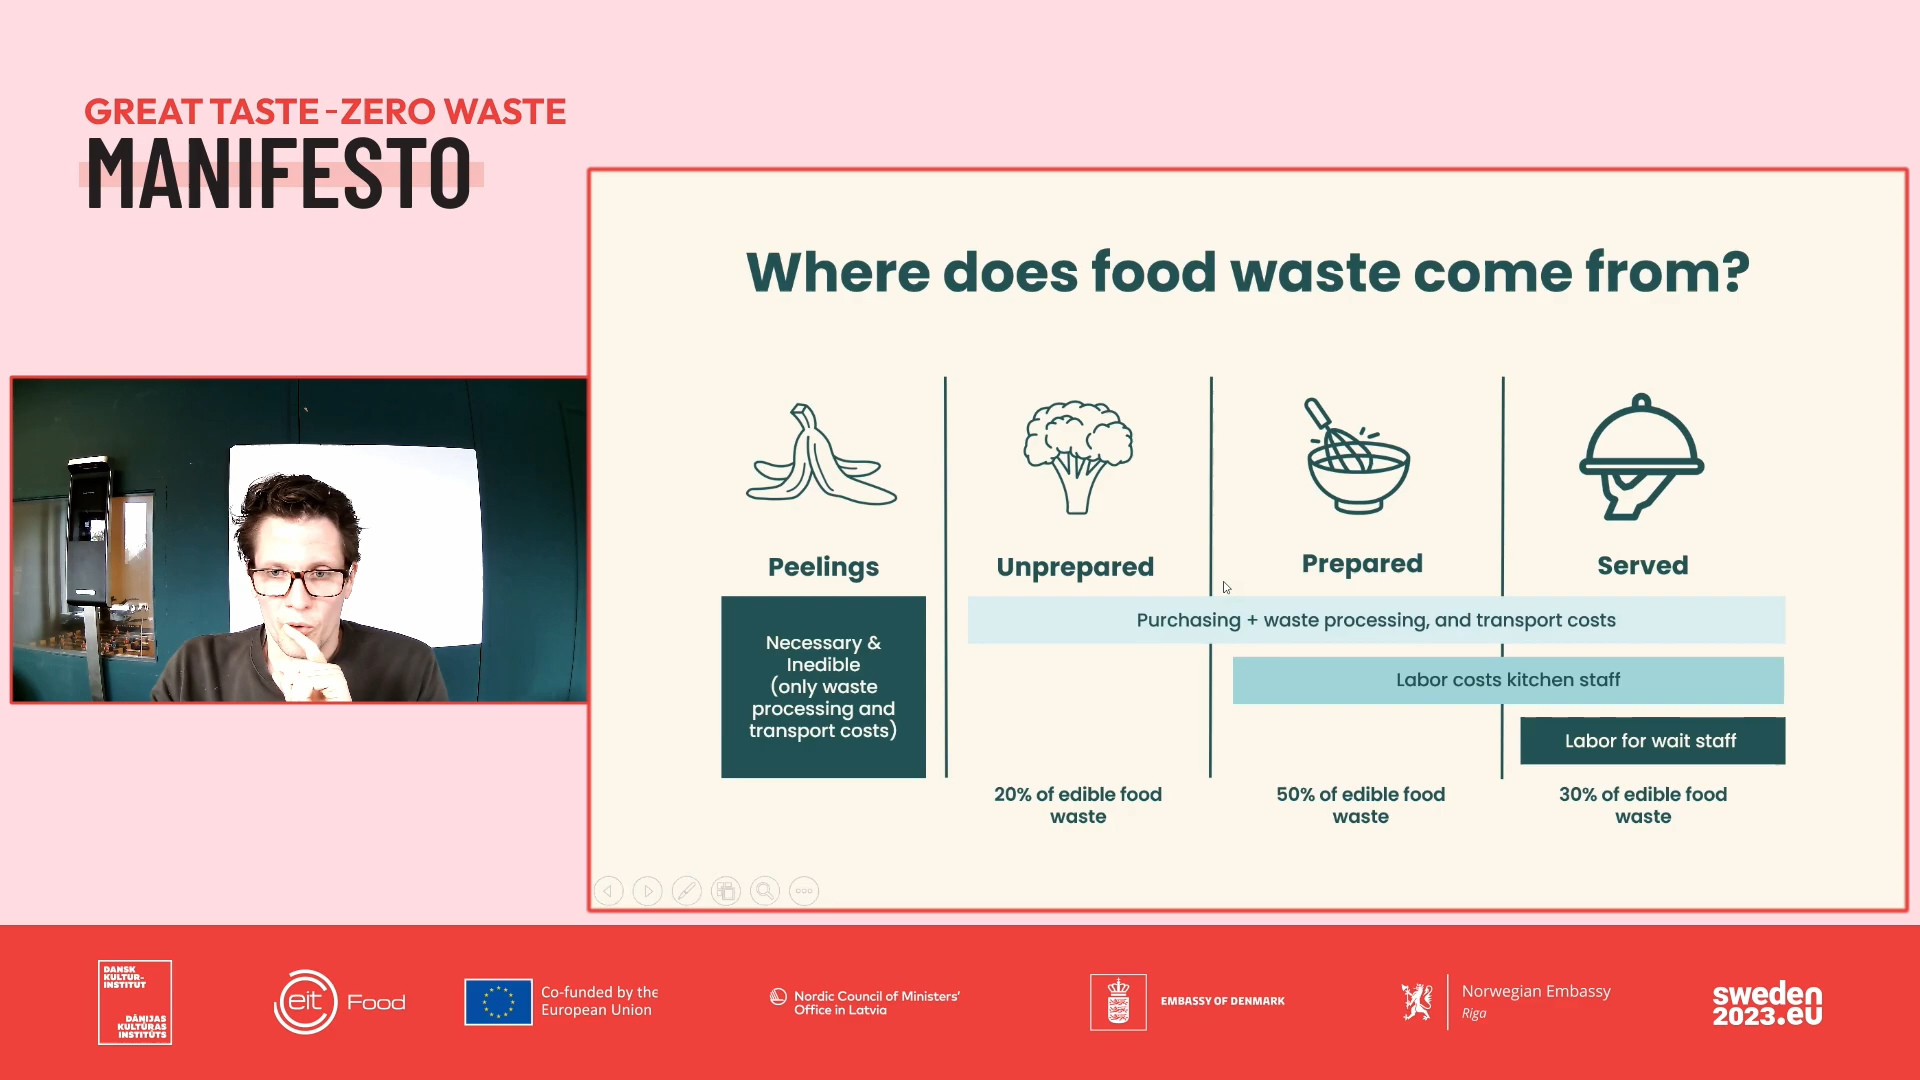 GREAT TASTE - ZERO WASTE
MANIFESTO
Where does food waste come from?
Peelings
Unprepared
Prepared
Served
Necessary &
Inedible
(only waste
processing and
transport costs)
Purchasing + waste processing, and transport costs
Labor costs kitchen staff
Labor for wait staff
20% of edible food
waste
50% of edible food
waste
30% of edible food
waste
DANSK
KULTUR-
INSTITUT
DĀNIJAS
KULTŪRAS
INSTITŪTS
eit Food
Co-funded by the
European Union
Nordic Council of Ministers'
Office in Latvia
EMBASSY OF DENMARK
Norwegian Embassy
Riga
sweden
2023.eu